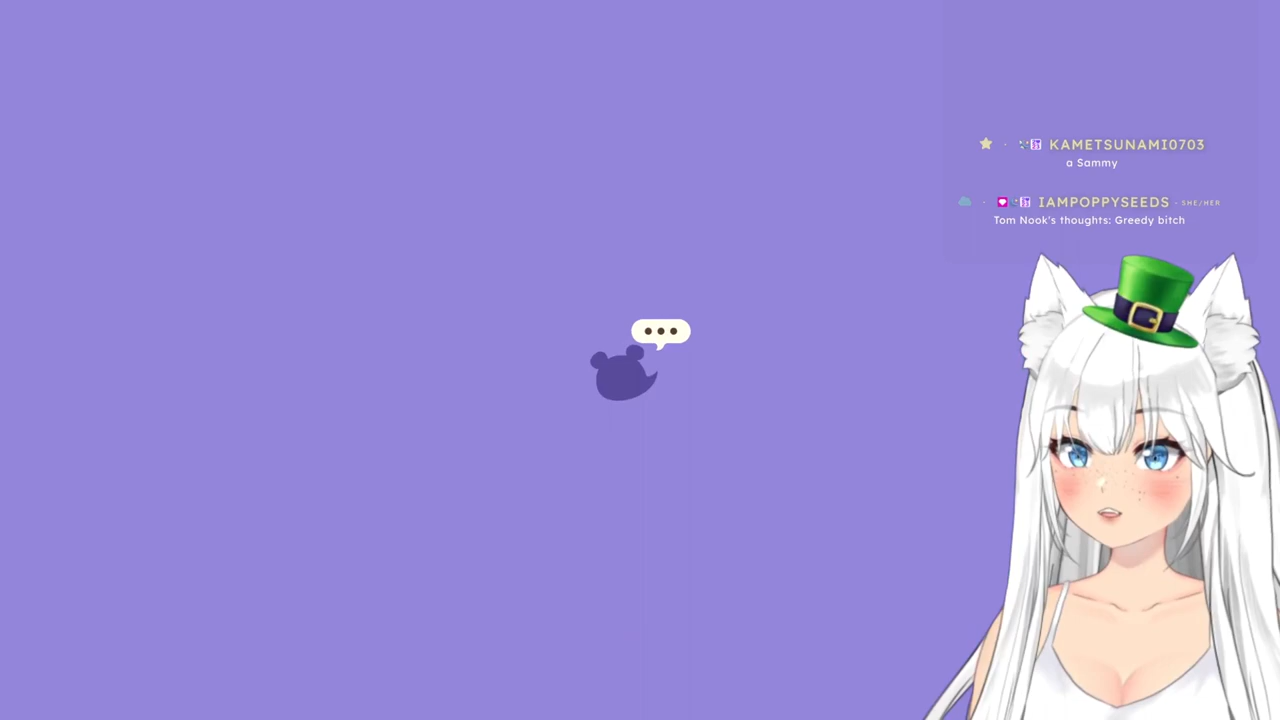 KAMETSUNAMI0703
a Sammy
IAMPOPPYSEEDS - SHE/HER
Tom Nook's thoughts: Greedy bitch